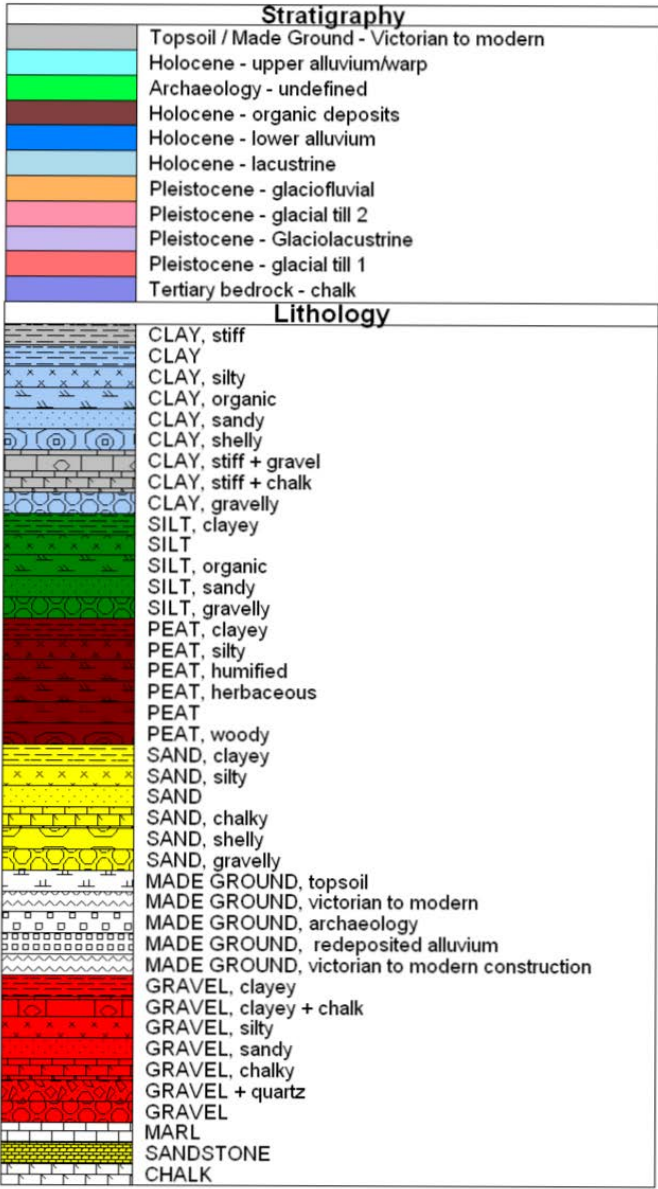 Stratigraphy
Topsoil / Made Ground - Victorian to modern
Holocene - upper alluvium/warp
Archaeology - undefined
Holocene - organic deposits
Holocene - lower alluvium
Holocene - lacustrine
Pleistocene - glaciofluvial
Pleistocene - glacial till 2
Pleistocene - Glaciolacustrine
Pleistocene - glacial till 1
Tertiary bedrock - chalk
Lithology
CLAY, stiff
CLAY
CLAY, silty
CLAY, organic
CLAY, sandy
CLAY, shelly
CLAY, stiff + gravel
CLAY, stiff + chalk
CLAY, gravelly
SILT, clayey
SILT
SILT, organic
SILT, sandy
SILT, gravelly
PEAT, clayey
PEAT, silty
PEAT, humified
PEAT, herbaceous
PEAT
PEAT, woody
SAND, clayey
SAND, silty
SAND
SAND, chalky
SAND, shelly
SAND, gravelly
MADE GROUND, topsoil
MADE GROUND, victorian to modern
MADE GROUND, archaeology
MADE GROUND, redeposited alluvium
MADE GROUND, victorian to modern construction
GRAVEL, clayey
GRAVEL, clayey + chalk
GRAVEL, silty
GRAVEL, sandy
GRAVEL, chalky
GRAVEL + quartz
GRAVEL
MARL
SANDSTONE
CHALK